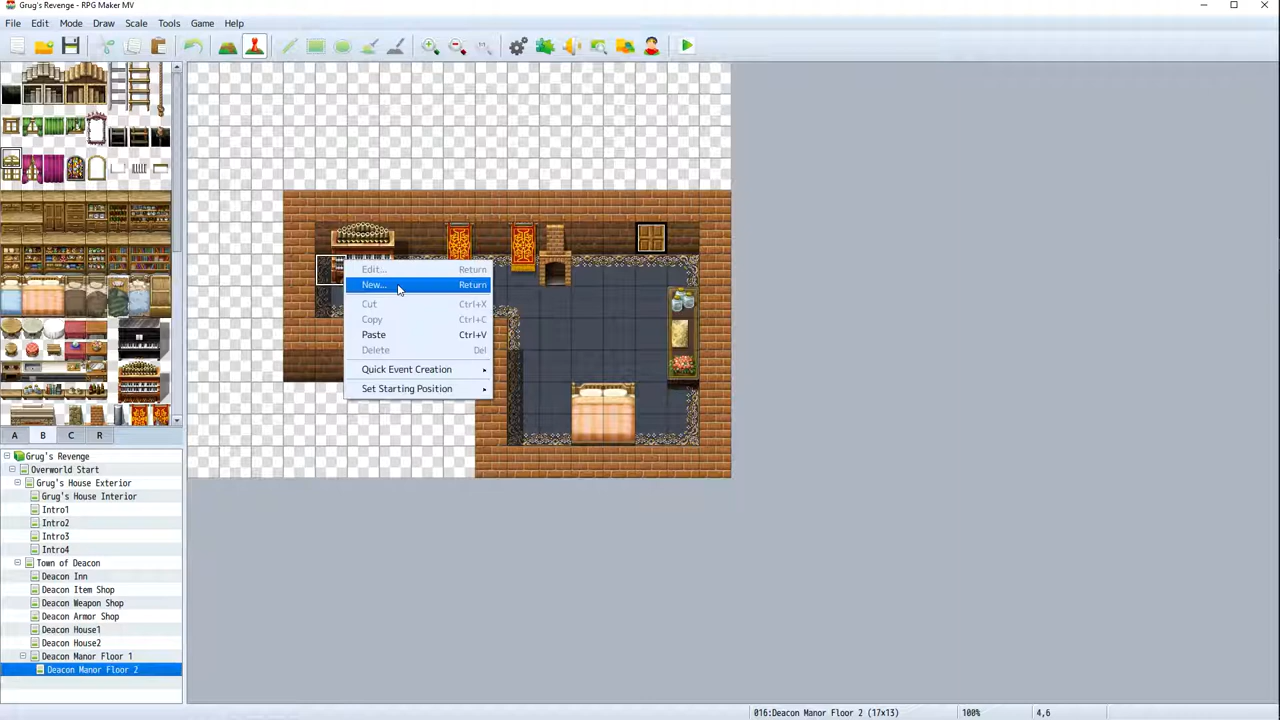 Grug's Revenge - RPG Maker MV
File Edit Mode Draw Scale Tools Game Help
1:1
Edit... Return
New... Return
Cut Ctrl+X
Copy Ctrl+C
Paste Ctrl+V
Delete Del
Quick Event Creation
Set Starting Position
A B C R
Grug's Revenge
Overworld Start
Grug's House Exterior
Grug's House Interior
Intro1
Intro2
Intro3
Intro4
Town of Deacon
Deacon Inn
Deacon Item Shop
Deacon Weapon Shop
Deacon Armor Shop
Deacon House1
Deacon House2
Deacon Manor Floor 1
Deacon Manor Floor 2
016:Deacon Manor Floor 2 (17x13) 100% 4,6